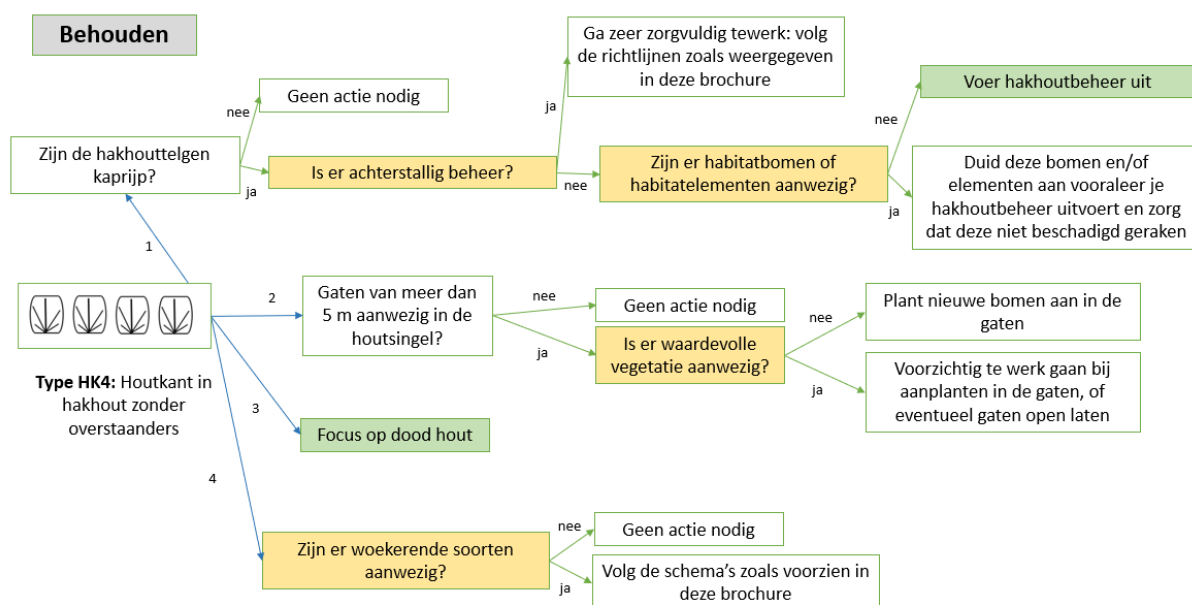 Behouden
Ga zeer zorgvuldig tewerk: volg
de richtlijnen zoals weergegeven
in deze brochure
Geen actie nodig
Voer hakhoutbeheer uit
nee
ja
nee
Zijn de hakhouttelgen
kaprijp?
ja
Is er achterstallig beheer?
nee
Zijn er habitatbomen of
habitatelementen aanwezig?
ja
Duid deze bomen en/of
elementen aan vooraleer je
hakhoutbeheer uitvoert en zorg
dat deze niet beschadigd geraken
1
2
Gaten van meer dan
5 m aanwezig in de
houtsingel?
nee
Geen actie nodig
ja
Is er waardevolle
vegetatie aanwezig?
nee
Plant nieuwe bomen aan in de
gaten
ja
Voorzichtig te werk gaan bij
aanplanten in de gaten, of
eventueel gaten open laten
Type HK4: Houtkant in
hakhout zonder
overstaanders
3
Focus op dood hout
4
Zijn er woekerende soorten
aanwezig?
nee
Geen actie nodig
ja
Volg de schema's zoals voorzien in
deze brochure